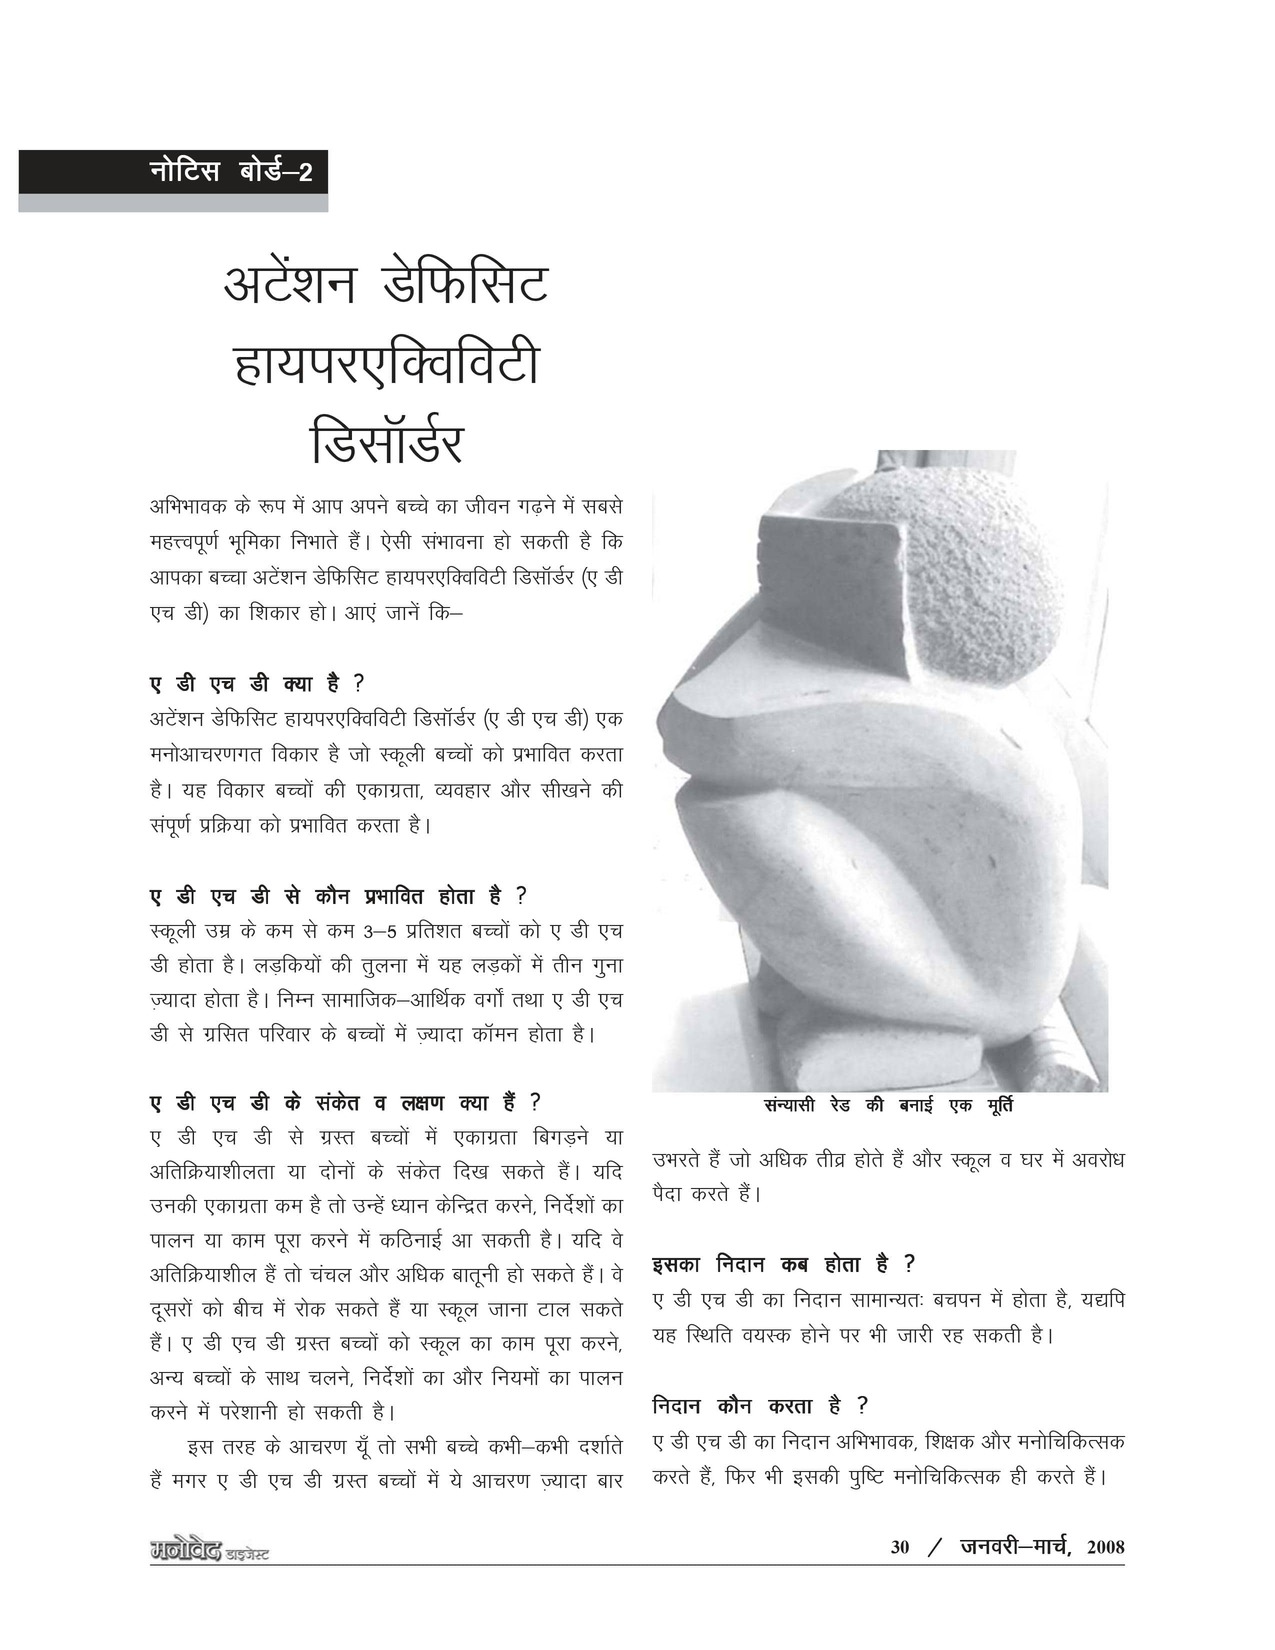 नोटिस बोर्ड–2
अटेंशन डेफिसिट
हायपरएक्विविटी
डिसॉर्डर
अभिभावक के रूप में आप अपने बच्चे का जीवन गढ़ने में सबसे
महत्त्वपूर्ण भूमिका निभाते हैं। ऐसी संभावना हो सकती है कि
आपका बच्चा अटेंशन डेफिसिट हायपरएक्विविटी डिसॉर्डर (ए डी
एच डी) का शिकार हो। आएं जानें कि–
ए डी एच डी क्या है ?
अटेंशन डेफिसिट हायपरएक्विविटी डिसॉर्डर (ए डी एच डी) एक
मनोआचरणगत विकार है जो स्कूली बच्चों को प्रभावित करता
है। यह विकार बच्चों की एकाग्रता, व्यवहार और सीखने की
संपूर्ण प्रक्रिया को प्रभावित करता है।
ए डी एच डी से कौन प्रभावित होता है ?
स्कूली उम्र के कम से कम 3–5 प्रतिशत बच्चों को ए डी एच
डी होता है। लड़कियों की तुलना में यह लड़कों में तीन गुना
ज़्यादा होता है। निम्न सामाजिक–आर्थिक वर्गों तथा ए डी एच
डी से ग्रसित परिवार के बच्चों में ज़्यादा कॉमन होता है।
ए डी एच डी के संकेत व लक्षण क्या हैं ?
ए डी एच डी से ग्रस्त बच्चों में एकाग्रता बिगड़ने या
अतिक्रियाशीलता या दोनों के संकेत दिख सकते हैं। यदि
उनकी एकाग्रता कम है तो उन्हें ध्यान केन्द्रित करने, निर्देशों का
पालन या काम पूरा करने में कठिनाई आ सकती है। यदि वे
अतिक्रियाशील हैं तो चंचल और अधिक बातूनी हो सकते हैं। वे
दूसरों को बीच में रोक सकते हैं या स्कूल जाना टाल सकते
हैं। ए डी एच डी ग्रस्त बच्चों को स्कूल का काम पूरा करने,
अन्य बच्चों के साथ चलने, निर्देशों का और नियमों का पालन
करने में परेशानी हो सकती है।
इस तरह के आचरण यूँ तो सभी बच्चे कभी–कभी दर्शाते
हैं मगर ए डी एच डी ग्रस्त बच्चों में ये आचरण ज़्यादा बार
संन्यासी रेड की बनाई एक मूर्ति
उभरते हैं जो अधिक तीव्र होते हैं और स्कूल व घर में अवरोध
पैदा करते हैं।
इसका निदान कब होता है ?
ए डी एच डी का निदान सामान्यतः बचपन में होता है, यद्यपि
यह स्थिति वयस्क होने पर भी जारी रह सकती है।
निदान कौन करता है ?
ए डी एच डी का निदान अभिभावक, शिक्षक और मनोचिकित्सक
करते हैं, फिर भी इसकी पुष्टि मनोचिकित्सक ही करते हैं।
मनोवेद डाइजेस्ट
30 / जनवरी–मार्च, 2008